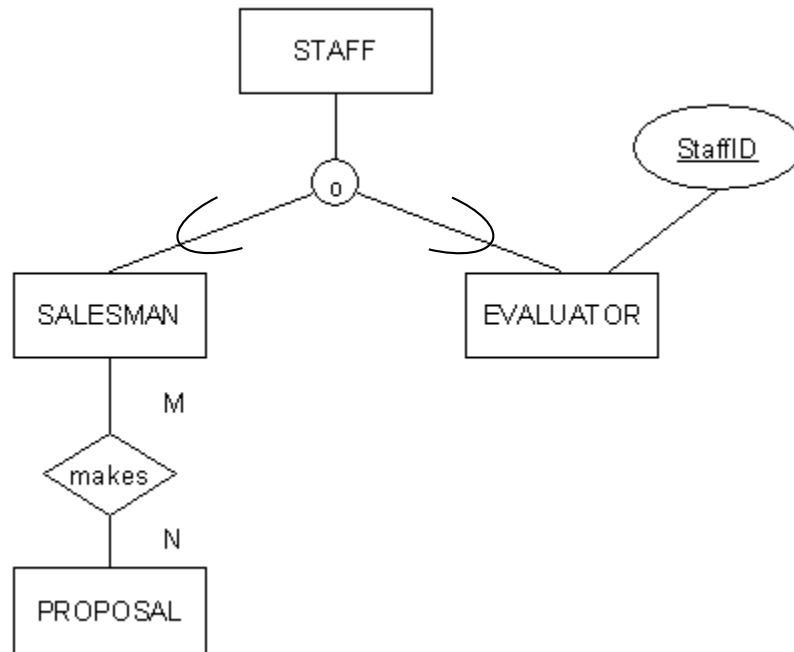 STAFF
o
StaffID
SALESMAN
EVALUATOR
M
makes
N
PROPOSAL